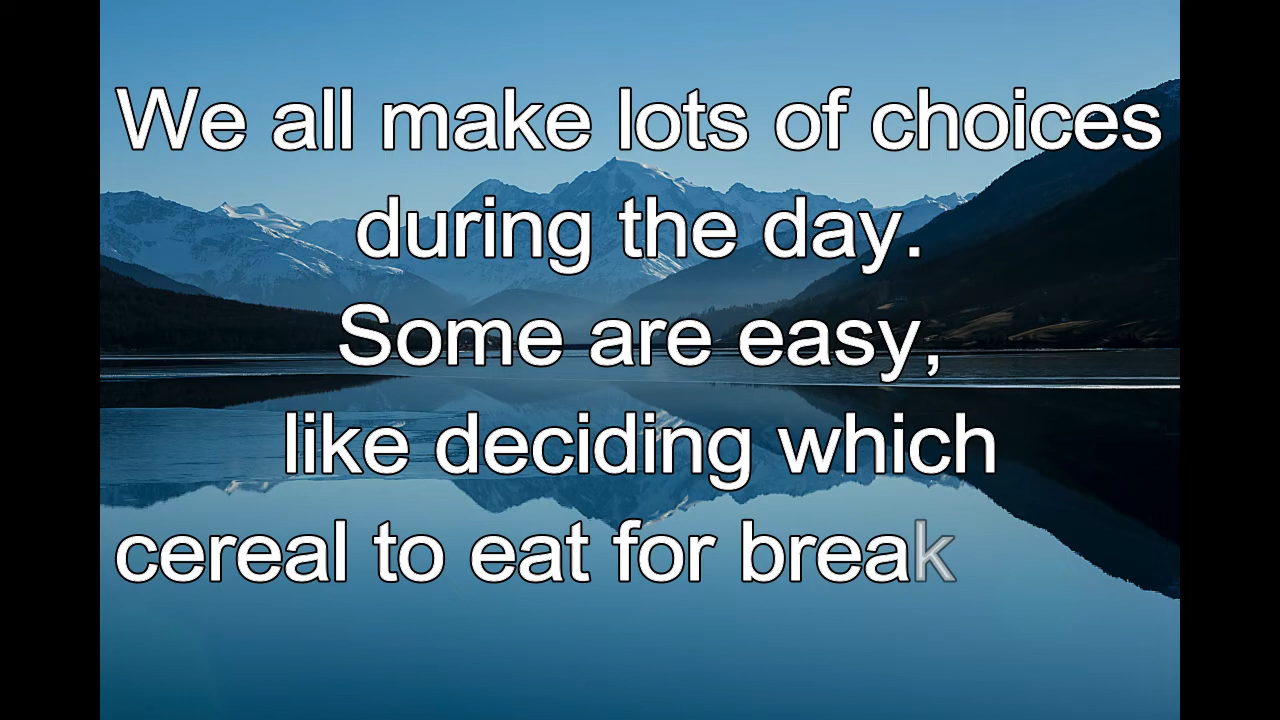 We all make lots of choices
during the day.
Some are easy,
like deciding which
cereal to eat for break